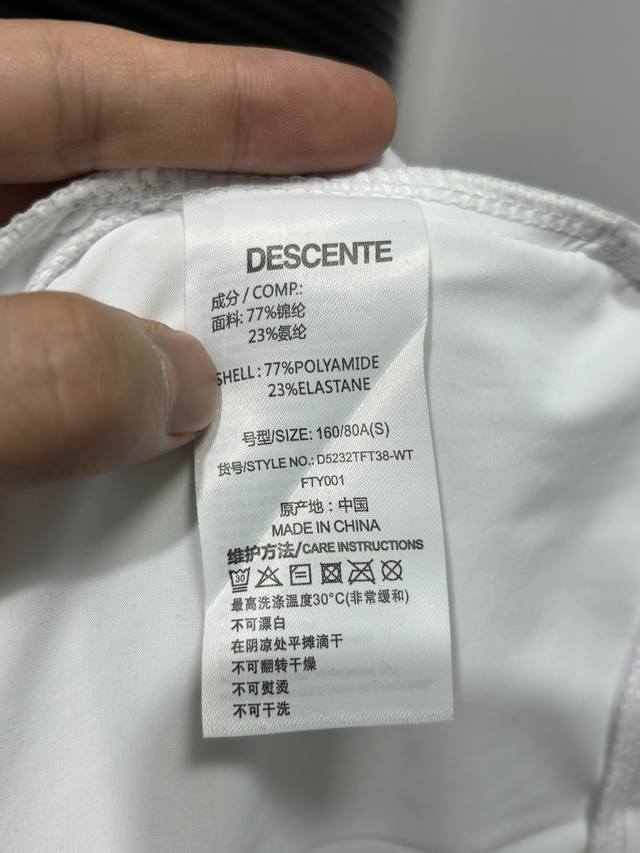 DESCENTE
成分 / COMP.:
面料: 77%锦纶
23%氨纶
SHELL : 77%POLYAMIDE
23%ELASTANE
号型/SIZE: 160/80A(S)
货号/STYLE NO.: D5232TFT38-WT
FTY001
原产地: 中国
MADE IN CHINA
维护方法/CARE INSTRUCTIONS
30
最高洗涤温度30°C(非常缓和)
不可漂白
在阴凉处平摊滴干
不可翻转干燥
不可熨烫
不可干洗